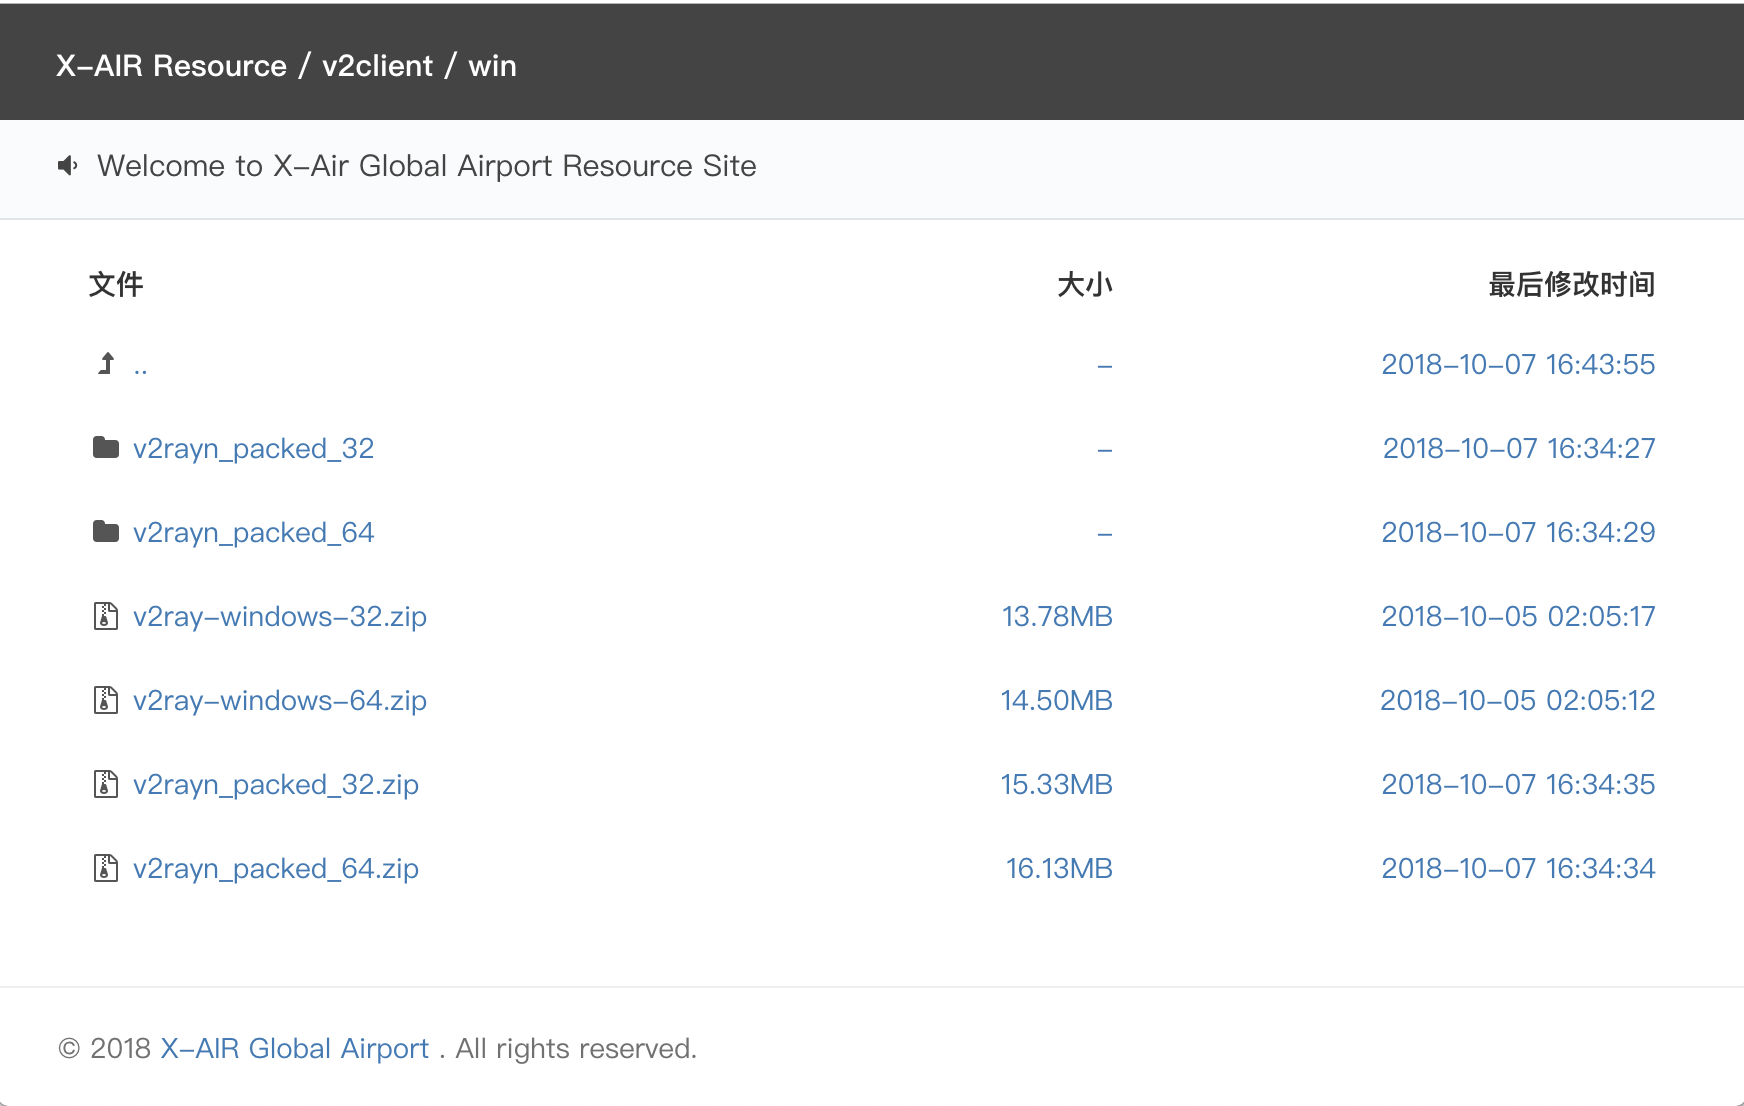 X-AIR Resource / v2client / win
Welcome to X-Air Global Airport Resource Site
文件 大小 最后修改时间
.. - 2018-10-07 16:43:55
v2rayn_packed_32 - 2018-10-07 16:34:27
v2rayn_packed_64 - 2018-10-07 16:34:29
v2ray-windows-32.zip 13.78MB 2018-10-05 02:05:17
v2ray-windows-64.zip 14.50MB 2018-10-05 02:05:12
v2rayn_packed_32.zip 15.33MB 2018-10-07 16:34:35
v2rayn_packed_64.zip 16.13MB 2018-10-07 16:34:34
© 2018 X-AIR Global Airport . All rights reserved.